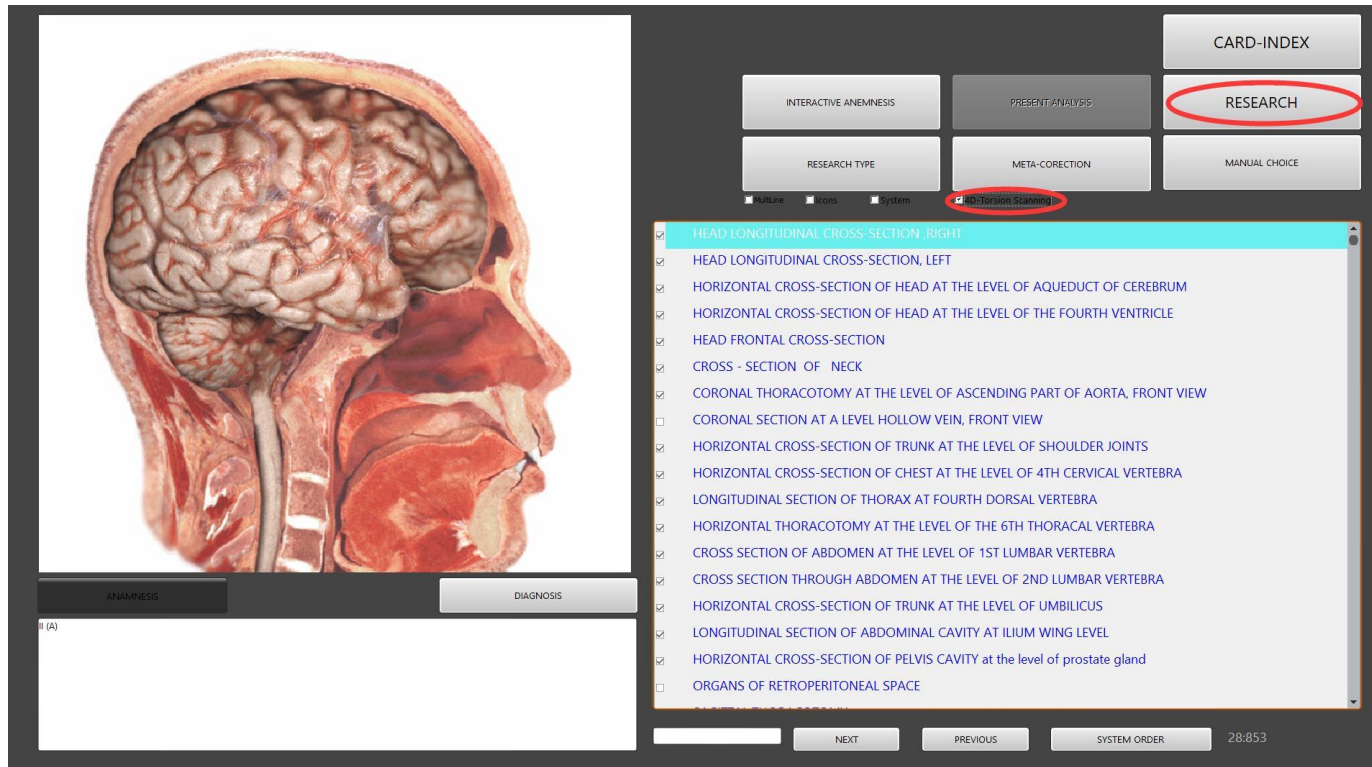 CARD-INDEX
INTERACTIVE ANEMNESIS
PRESENT ANALYSIS
RESEARCH
RESEARCH TYPE
META-CORECTION
MANUAL CHOICE
MultiLine
Icons
System
4D-Torsion Scanning
HEAD LONGITUDINAL CROSS-SECTION ,RIGHT
HEAD LONGITUDINAL CROSS-SECTION, LEFT
HORIZONTAL CROSS-SECTION OF HEAD AT THE LEVEL OF AQUEDUCT OF CEREBRUM
HORIZONTAL CROSS-SECTION OF HEAD AT THE LEVEL OF THE FOURTH VENTRICLE
HEAD FRONTAL CROSS-SECTION
CROSS - SECTION OF NECK
CORONAL THORACOTOMY AT THE LEVEL OF ASCENDING PART OF AORTA, FRONT VIEW
CORONAL SECTION AT A LEVEL HOLLOW VEIN, FRONT VIEW
HORIZONTAL CROSS-SECTION OF TRUNK AT THE LEVEL OF SHOULDER JOINTS
HORIZONTAL CROSS-SECTION OF CHEST AT THE LEVEL OF 4TH CERVICAL VERTEBRA
LONGITUDINAL SECTION OF THORAX AT FOURTH DORSAL VERTEBRA
HORIZONTAL THORACOTOMY AT THE LEVEL OF THE 6TH THORACAL VERTEBRA
CROSS SECTION OF ABDOMEN AT THE LEVEL OF 1ST LUMBAR VERTEBRA
CROSS SECTION THROUGH ABDOMEN AT THE LEVEL OF 2ND LUMBAR VERTEBRA
HORIZONTAL CROSS-SECTION OF TRUNK AT THE LEVEL OF UMBILICUS
LONGITUDINAL SECTION OF ABDOMINAL CAVITY AT ILIUM WING LEVEL
HORIZONTAL CROSS-SECTION OF PELVIS CAVITY at the level of prostate gland
ORGANS OF RETROPERITONEAL SPACE
ANAMNESIS
DIAGNOSIS
II (A)
NEXT
PREVIOUS
SYSTEM ORDER
28:853